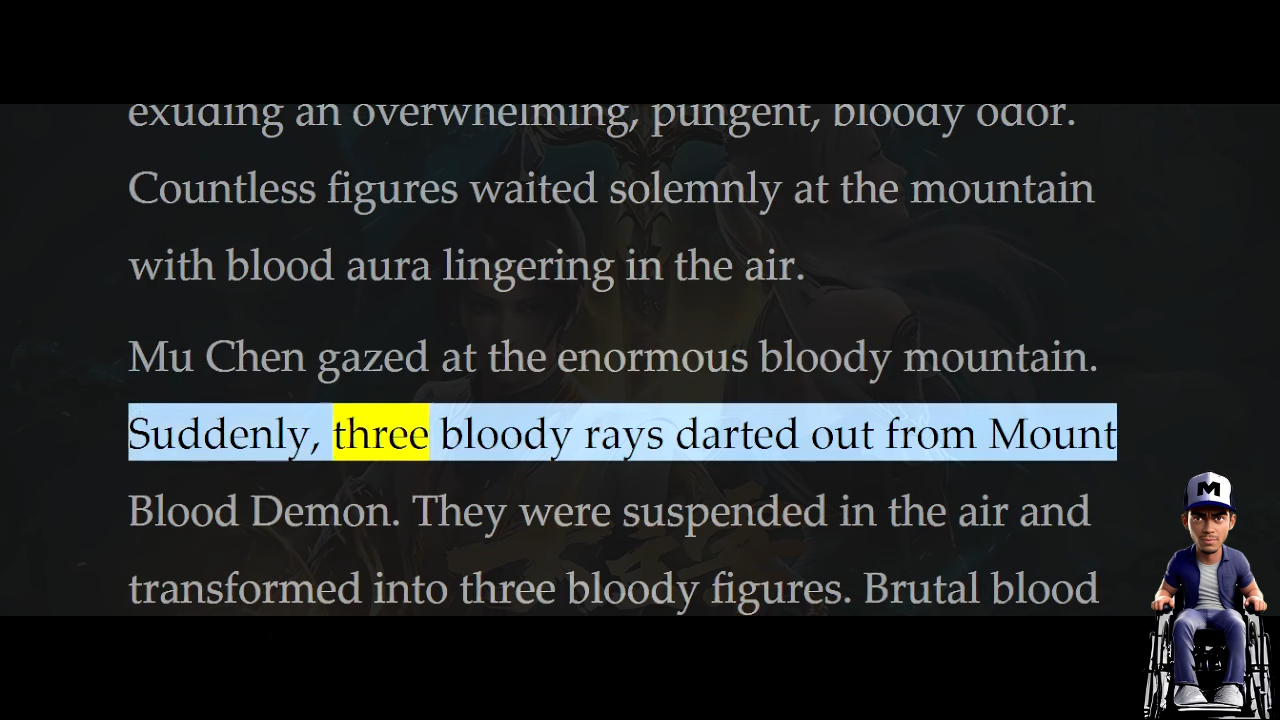 exuding an overwhelming, pungent, bloody odor.
Countless figures waited solemnly at the mountain
with blood aura lingering in the air.
Mu Chen gazed at the enormous bloody mountain.
Suddenly, three bloody rays darted out from Mount
Blood Demon. They were suspended in the air and
transformed into three bloody figures. Brutal blood
M